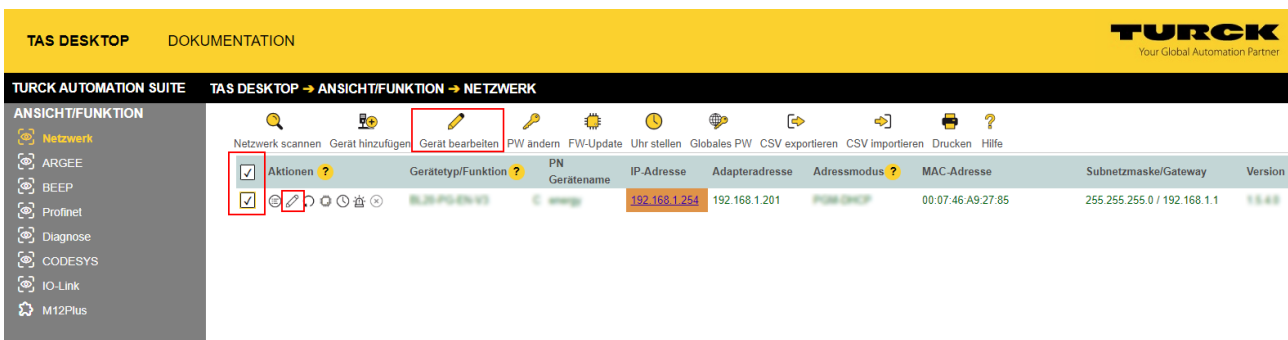 TAS DESKTOP DOKUMENTATION
TURCK
Your Global Automation Partner
TURCK AUTOMATION SUITE TAS DESKTOP ➔ ANSICHT/FUNKTION ➔ NETZWERK
ANSICHT/FUNKTION
Netzwerk
ARGEE
BEEP
Profinet
Diagnose
CODESYS
IO-Link
M12Plus
Netzwerk scannen Gerät hinzufügen Gerät bearbeiten PW ändern FW-Update Uhr stellen Globales PW CSV exportieren CSV importieren Drucken Hilfe
Aktionen ? Gerätetyp/Funktion ? PN Gerätename IP-Adresse Adapteradresse Adressmodus ? MAC-Adresse Subnetzmaske/Gateway Version
192.168.1.254 192.168.1.201 00:07:46:A9:27:85 255.255.255.0 / 192.168.1.1